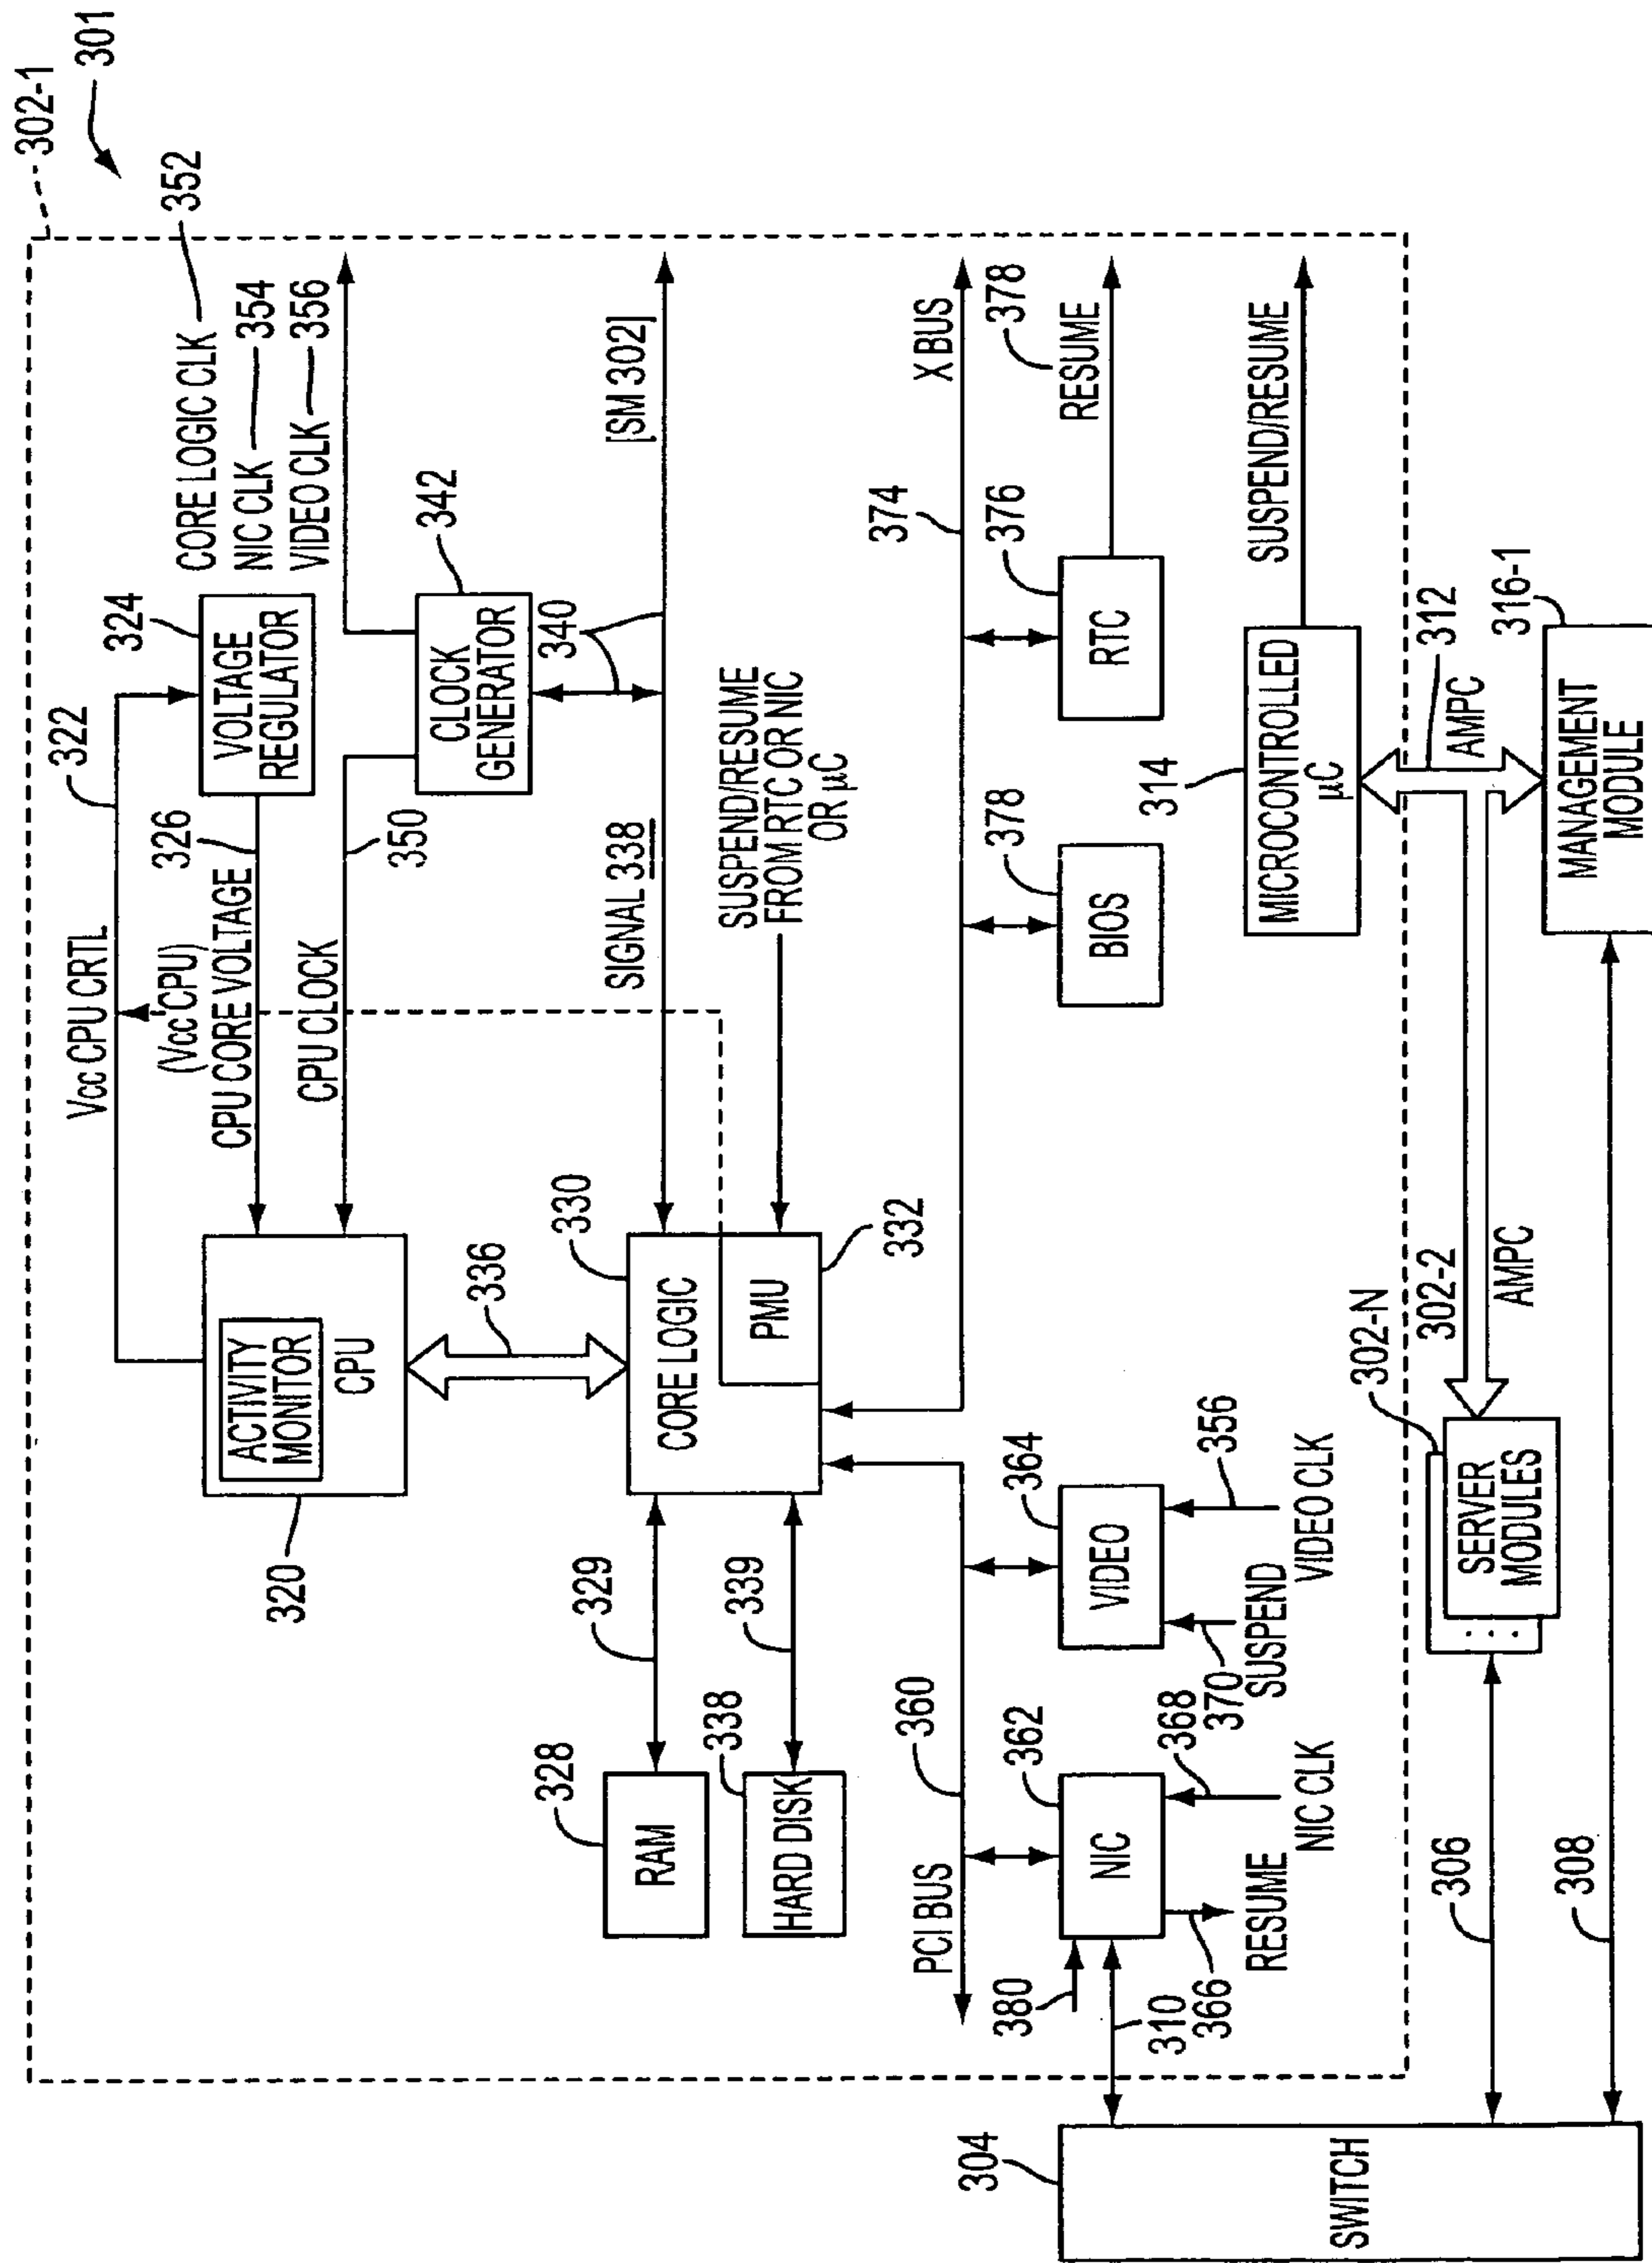 302-1
301
322
324
Vcc CPU CRTL
VOLTAGE
REGULATOR
CORE LOGIC CLK 352
NIC CLK 354
VIDEO CLK 356
ACTIVITY
MONITOR
CPU
320
(Vcc CPU)
CPU CORE VOLTAGE
326
CPU CLOCK
350
342
CLOCK
GENERATOR
340
336
328
RAM
329
330
CORE LOGIC
SIGNAL 338
[SM 302]
338
HARD DISK
339
PMU
332
SUSPEND/RESUME
FROM RTC OR NIC
OR µC
PCI BUS
360
374
X BUS
362
NIC
364
VIDEO
378
BIOS
376
RTC
378
RESUME
380
310
366
RESUME
368
NIC CLK
370
SUSPEND
356
VIDEO CLK
314
MICROCONTROLLED
µC
SUSPEND/RESUME
304
SWITCH
306
302-N
302-2
SERVER
MODULES
...
AMPC
AMPC
312
308
316-1
MANAGEMENT
MODULE